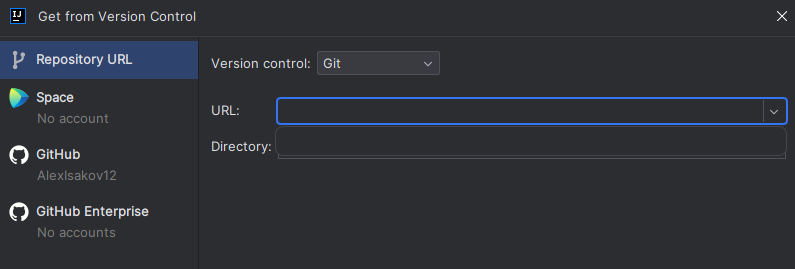 IJ
Get from Version Control
Repository URL
Space
No account
GitHub
AlexIsakov12
GitHub Enterprise
No accounts
Version control: Git
URL:
Directory: